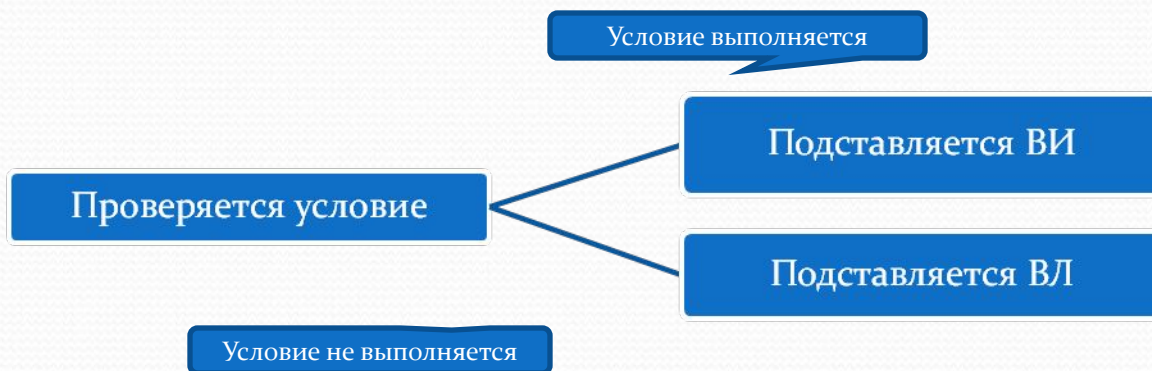 Условие выполняется
Подставляется ВИ
Проверяется условие
Подставляется ВЛ
Условие не выполняется